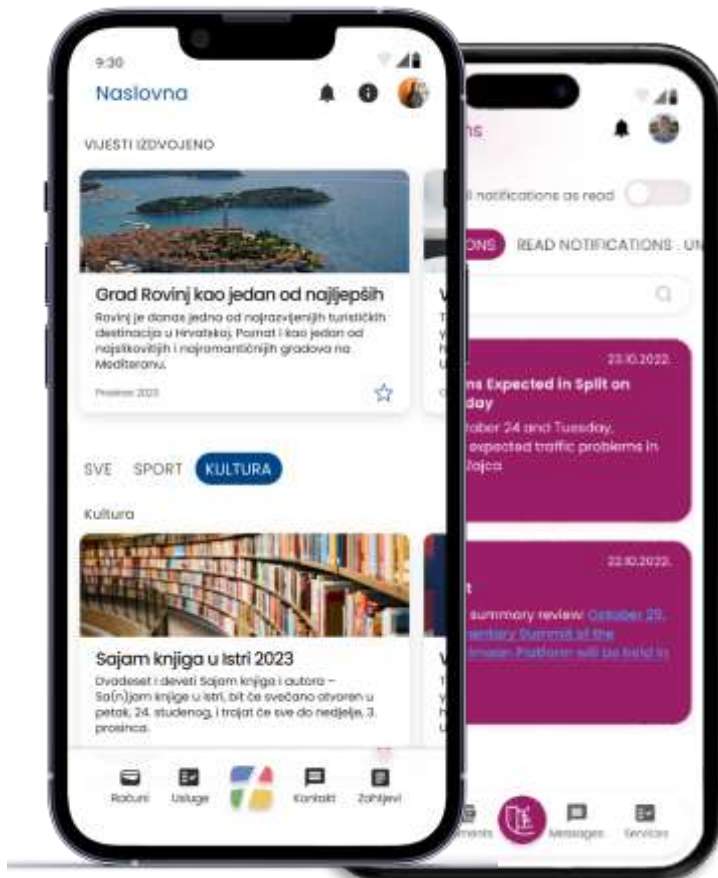 9:30
Naslovna
VIJESTI IZDVOJENO
Grad Rovinj kao jedan od najljepših
Rovinj je danas jedna od najrazvijenijih turističkih
destinacija u Hrvatskoj. Poznat i kao jedan od
najslikovitijih i najromantičnijih gradova na
Mediteranu.
Prosinac 2023
SVE SPORT KULTURA
Kultura
Sajam knjiga u Istri 2023
Dvadeset i deveti Sajam knjiga i autora –
Sa(n)jam knjige u Istri, bit će svečano otvoren u
petak, 24. studenog, i trajat će sve do nedjelje, 3.
prosinca.
Računi Usluge Kontakt Zahtjevi
notifications as read
READ NOTIFICATIONS
23.10.2022.
Expected in Split on
24 and Tuesday,
expected traffic problems in
22.10.2022.
summary review: October 29,
Summit of the
Platform will be held in
Messages Services